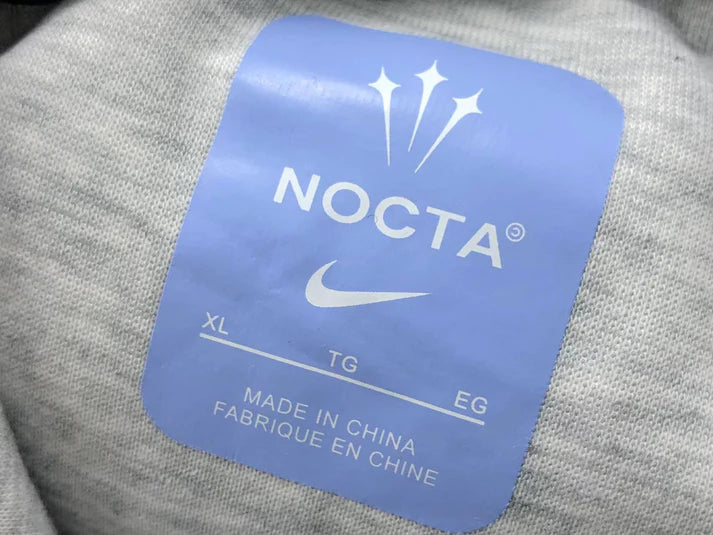 NOCTA©
XL TG EG
MADE IN CHINA
FABRIQUE EN CHINE